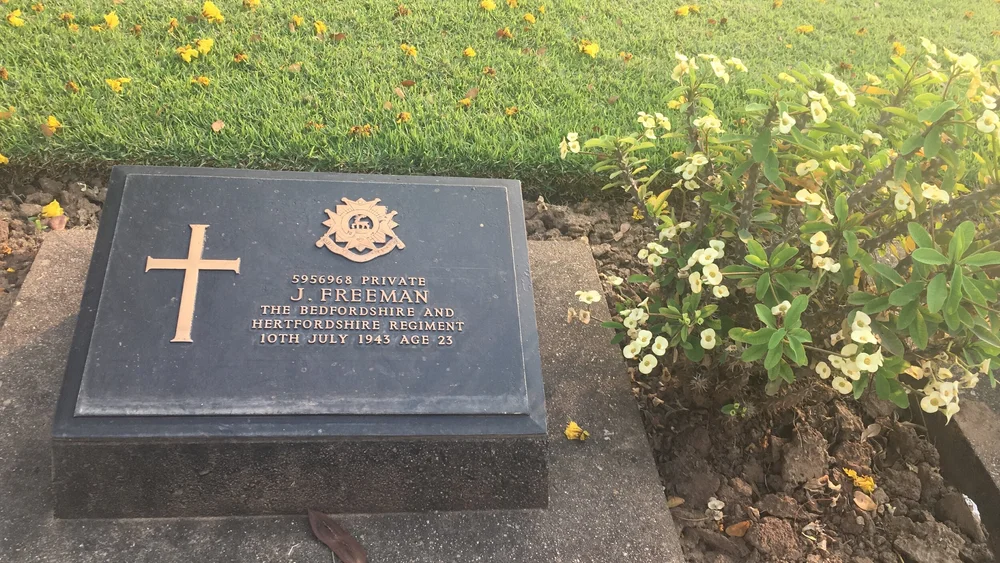 5956968 PRIVATE
J. FREEMAN
THE BEDFORDSHIRE AND
HERTFORDSHIRE REGIMENT
10TH JULY 1943 AGE 23